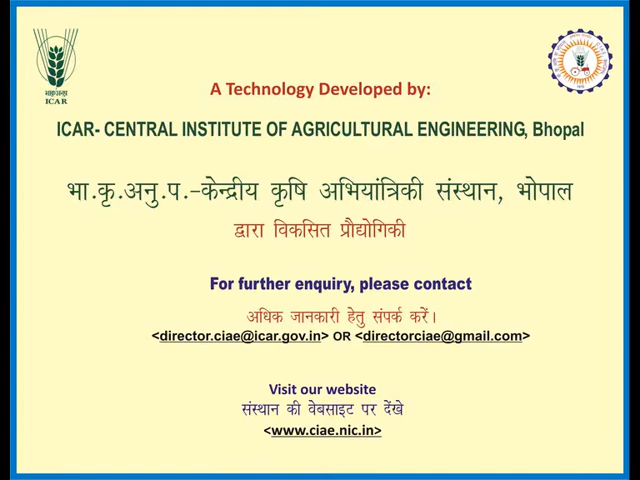 भाकृअनुप
ICAR
A Technology Developed by:
ICAR- CENTRAL INSTITUTE OF AGRICULTURAL ENGINEERING, Bhopal
भा.कृ.अनु.प.-केन्द्रीय कृषि अभियांत्रिकी संस्थान, भोपाल
द्वारा विकसित प्रौद्योगिकी
For further enquiry, please contact
अधिक जानकारी हेतु संपर्क करें।
<director.ciae@icar.gov.in> OR <directorciae@gmail.com>
Visit our website
संस्थान की वेबसाइट पर देंखे
<www.ciae.nic.in>